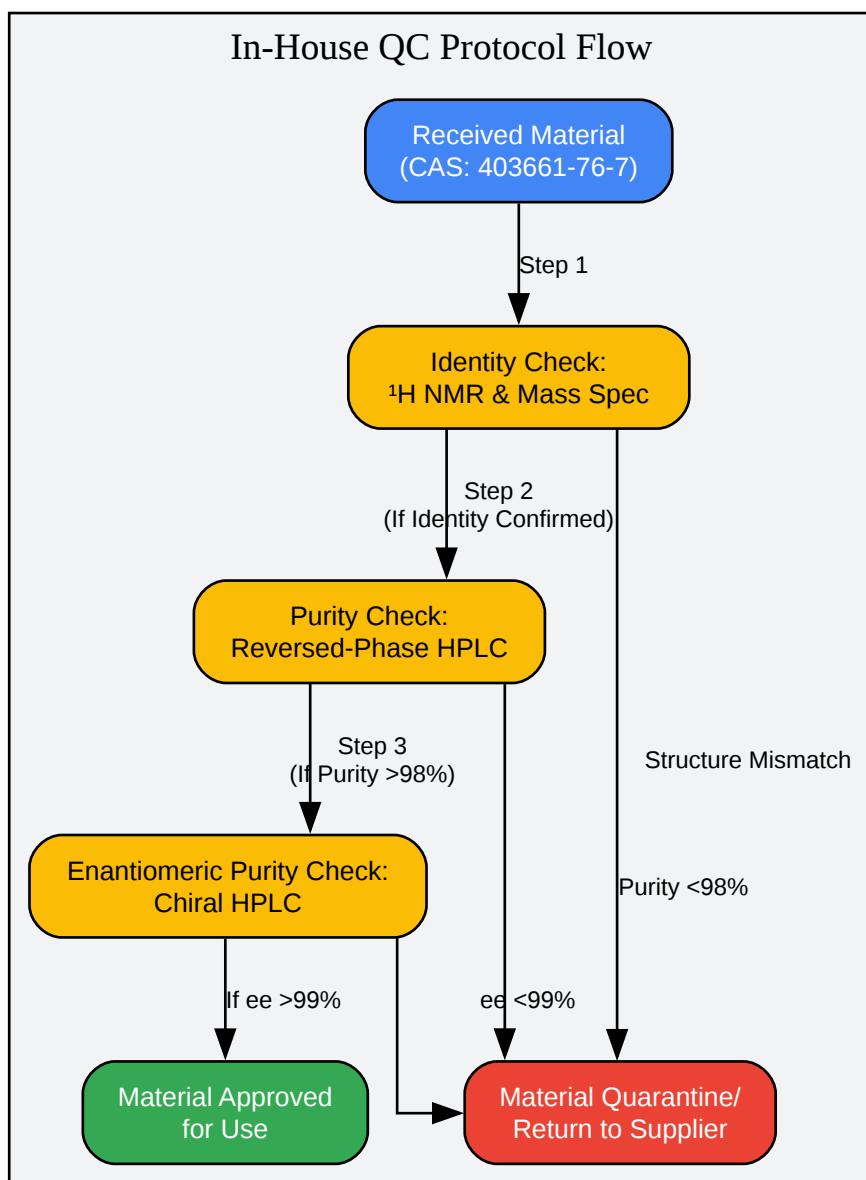 In-House QC Protocol Flow
Received Material
(CAS: 403661-76-7)
Step 1
Identity Check:
¹H NMR & Mass Spec
Step 2
(If Identity Confirmed)
Purity Check:
Reversed-Phase HPLC
Step 3
(If Purity >98%)
Structure Mismatch
Enantiomeric Purity Check:
Chiral HPLC
Purity <98%
If ee >99%
ee <99%
Material Approved
for Use
Material Quarantine/
Return to Supplier